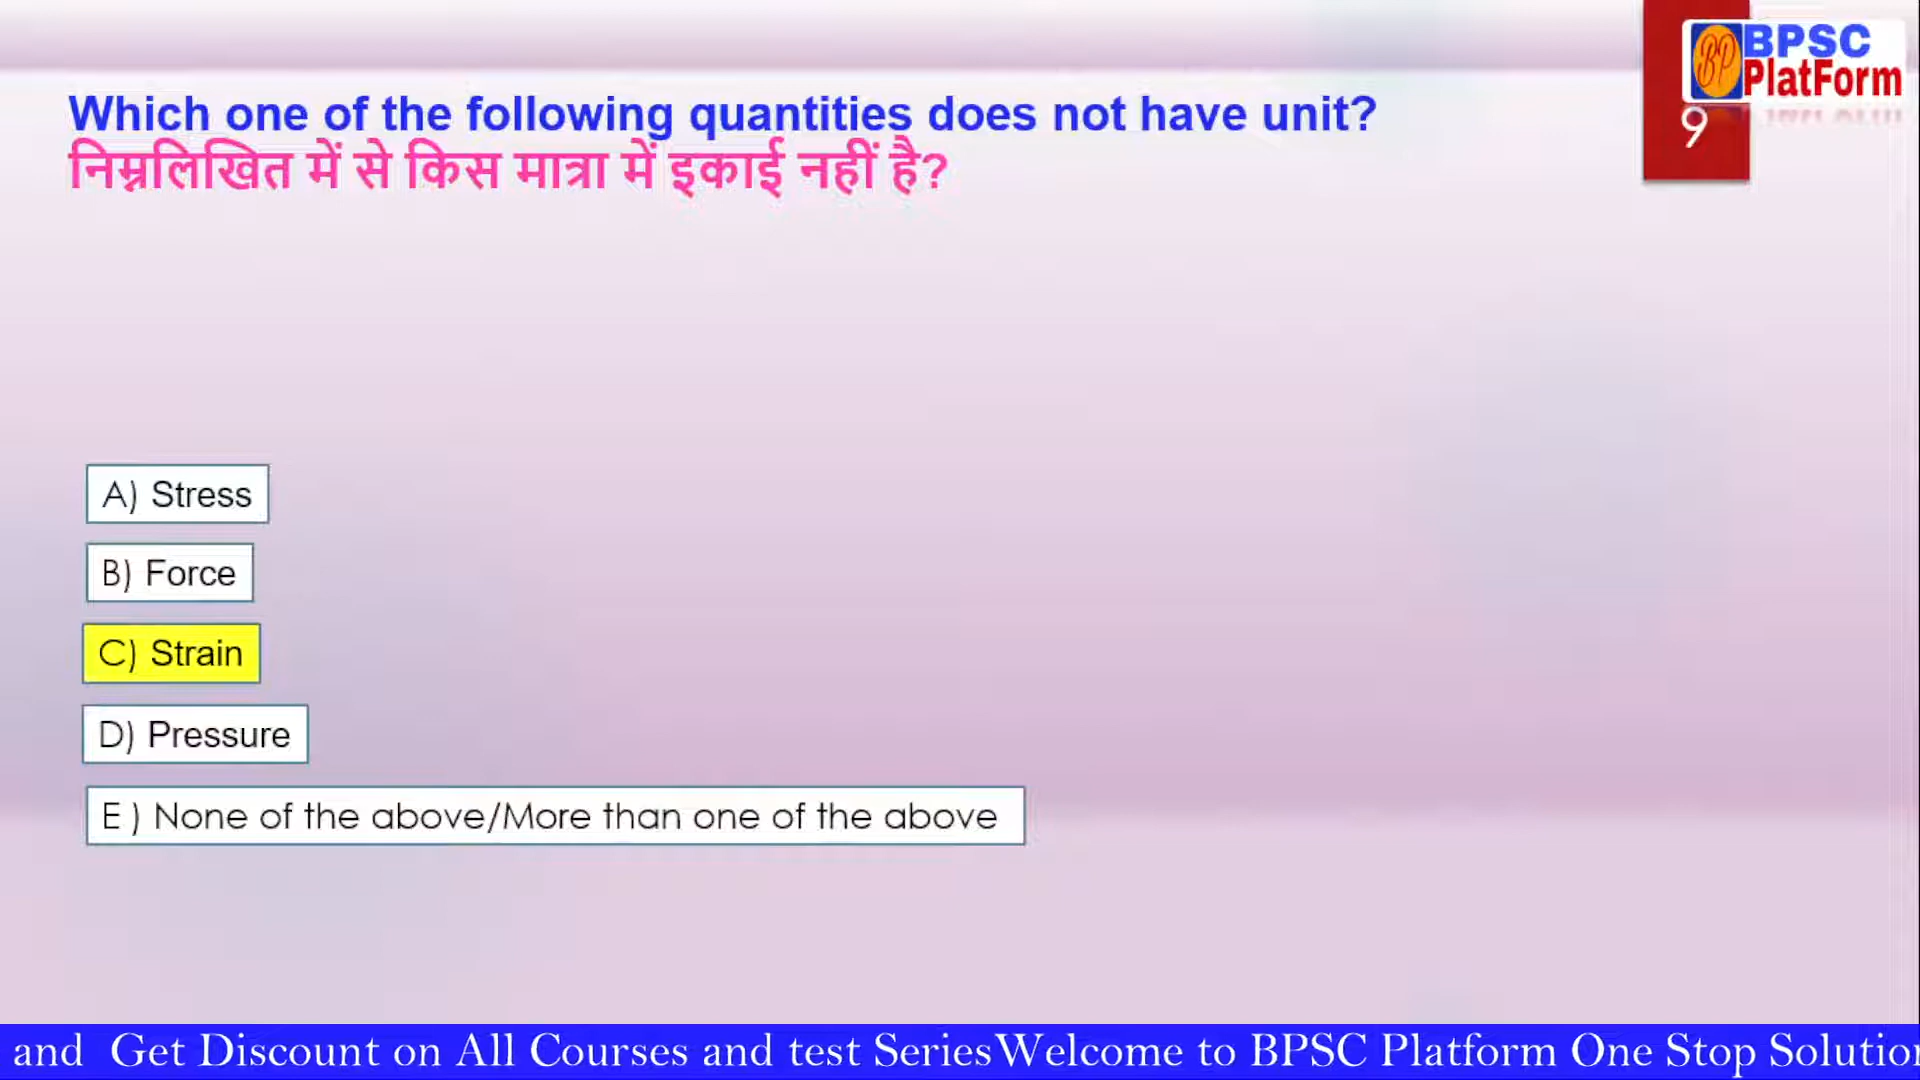 BPSC
PlatForm
9
Which one of the following quantities does not have unit?
निम्नलिखित में से किस मात्रा में इकाई नहीं है?
A) Stress
B) Force
C) Strain
D) Pressure
E ) None of the above/More than one of the above
and Get Discount on All Courses and test SeriesWelcome to BPSC Platform One Stop Solution